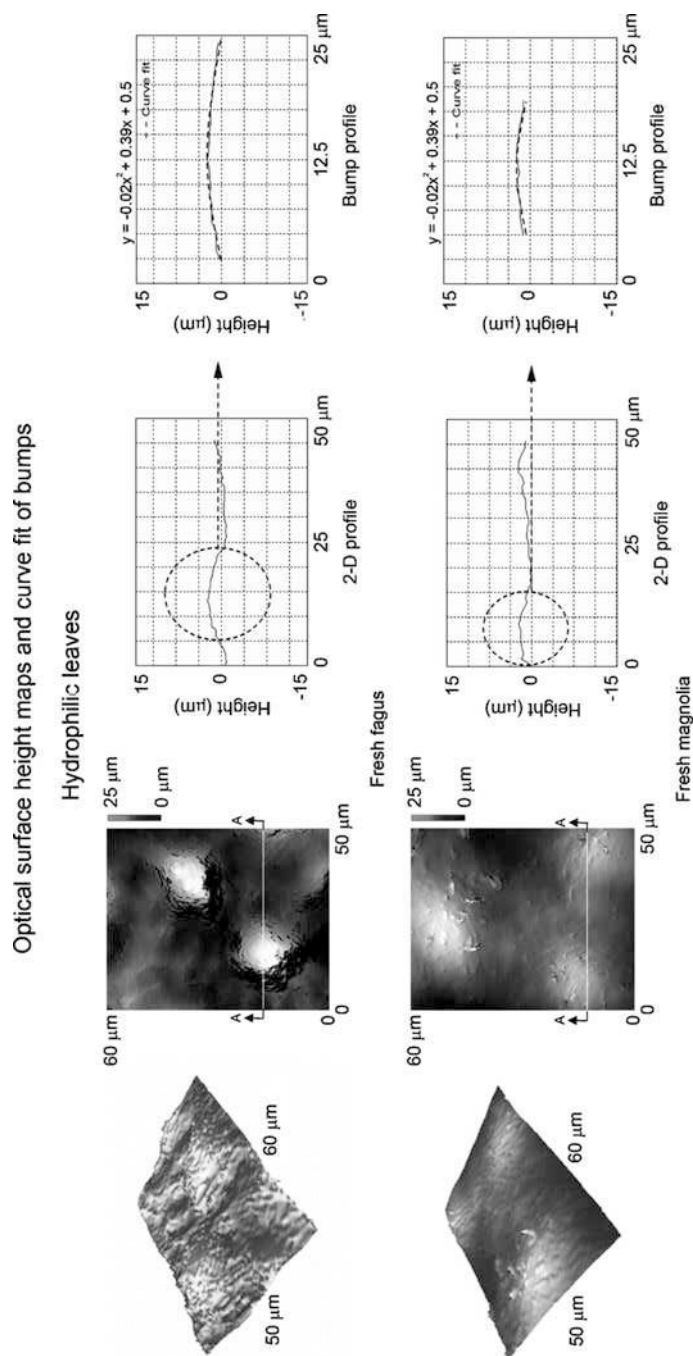 Optical surface height maps and curve fit of bumps
Hydrophilic leaves
50 μm
60 μm
60 μm
0
0
50 μm
A
A
25 μm
0 μm
Height (μm)
15
0
-15
0
25
50 μm
2-D profile
y = -0.02x² + 0.39x + 0.5
- - Curve fit
Height (μm)
15
0
-15
0
12.5
25 μm
Bump profile
Fresh fagus
50 μm
60 μm
60 μm
0
0
50 μm
A
A
25 μm
0 μm
Height (μm)
15
0
-15
0
25
50 μm
2-D profile
y = -0.02x² + 0.39x + 0.5
- - Curve fit
Height (μm)
15
0
-15
0
12.5
25 μm
Bump profile
Fresh magnolia